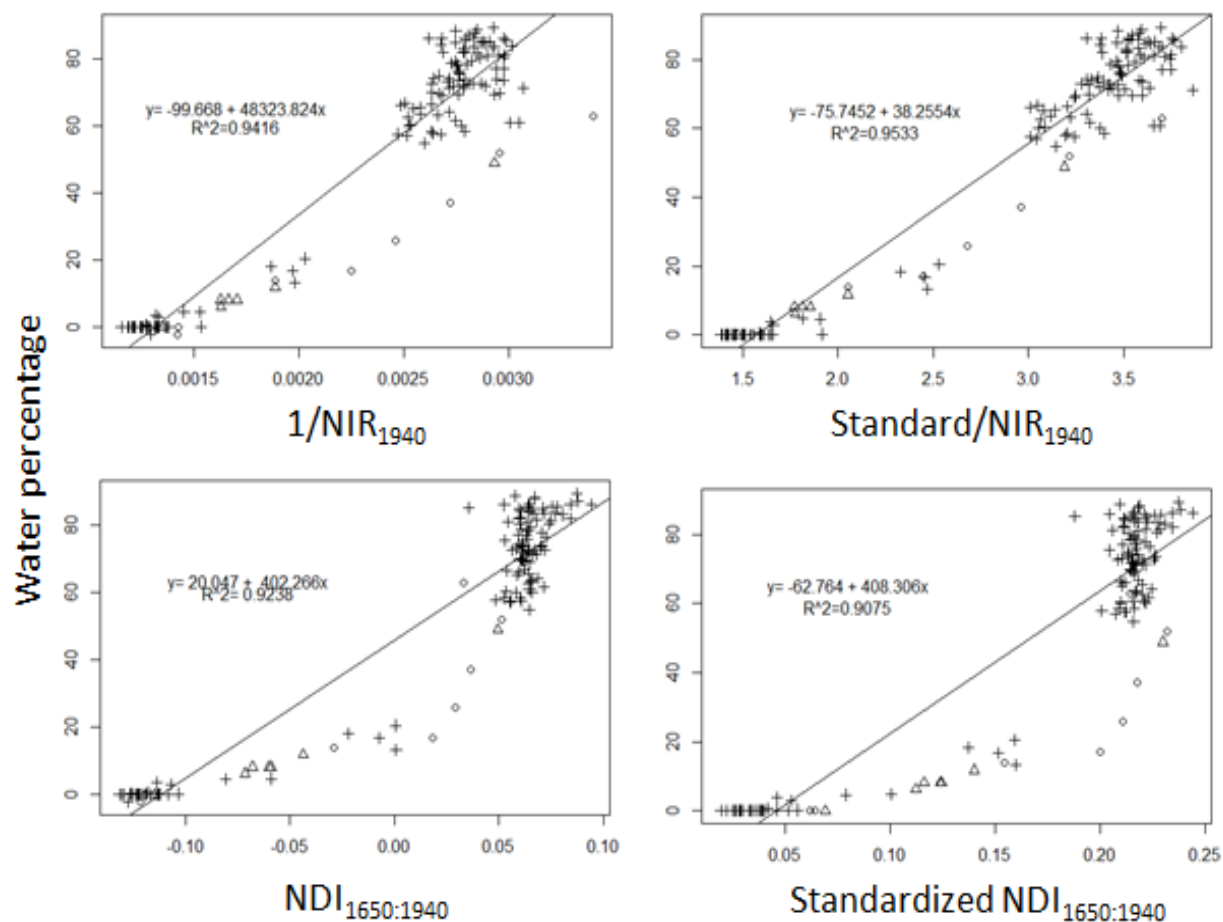 Water percentage
80
60
40
20
0
y= -99.668 + 48323.824x
R^2=0.9416
0.0015 0.0020 0.0025 0.0030
1/NIR1940
80
60
40
20
0
y= -75.7452 + 38.2554x
R^2=0.9533
1.5 2.0 2.5 3.0 3.5
Standard/NIR1940
80
60
40
20
0
y= 20.047 + 402.266x
R^2= 0.9238
-0.10 -0.05 0.00 0.05 0.10
NDI1650:1940
80
60
40
20
0
y= -62.764 + 408.306x
R^2=0.9075
0.05 0.10 0.15 0.20 0.25
Standardized NDI1650:1940